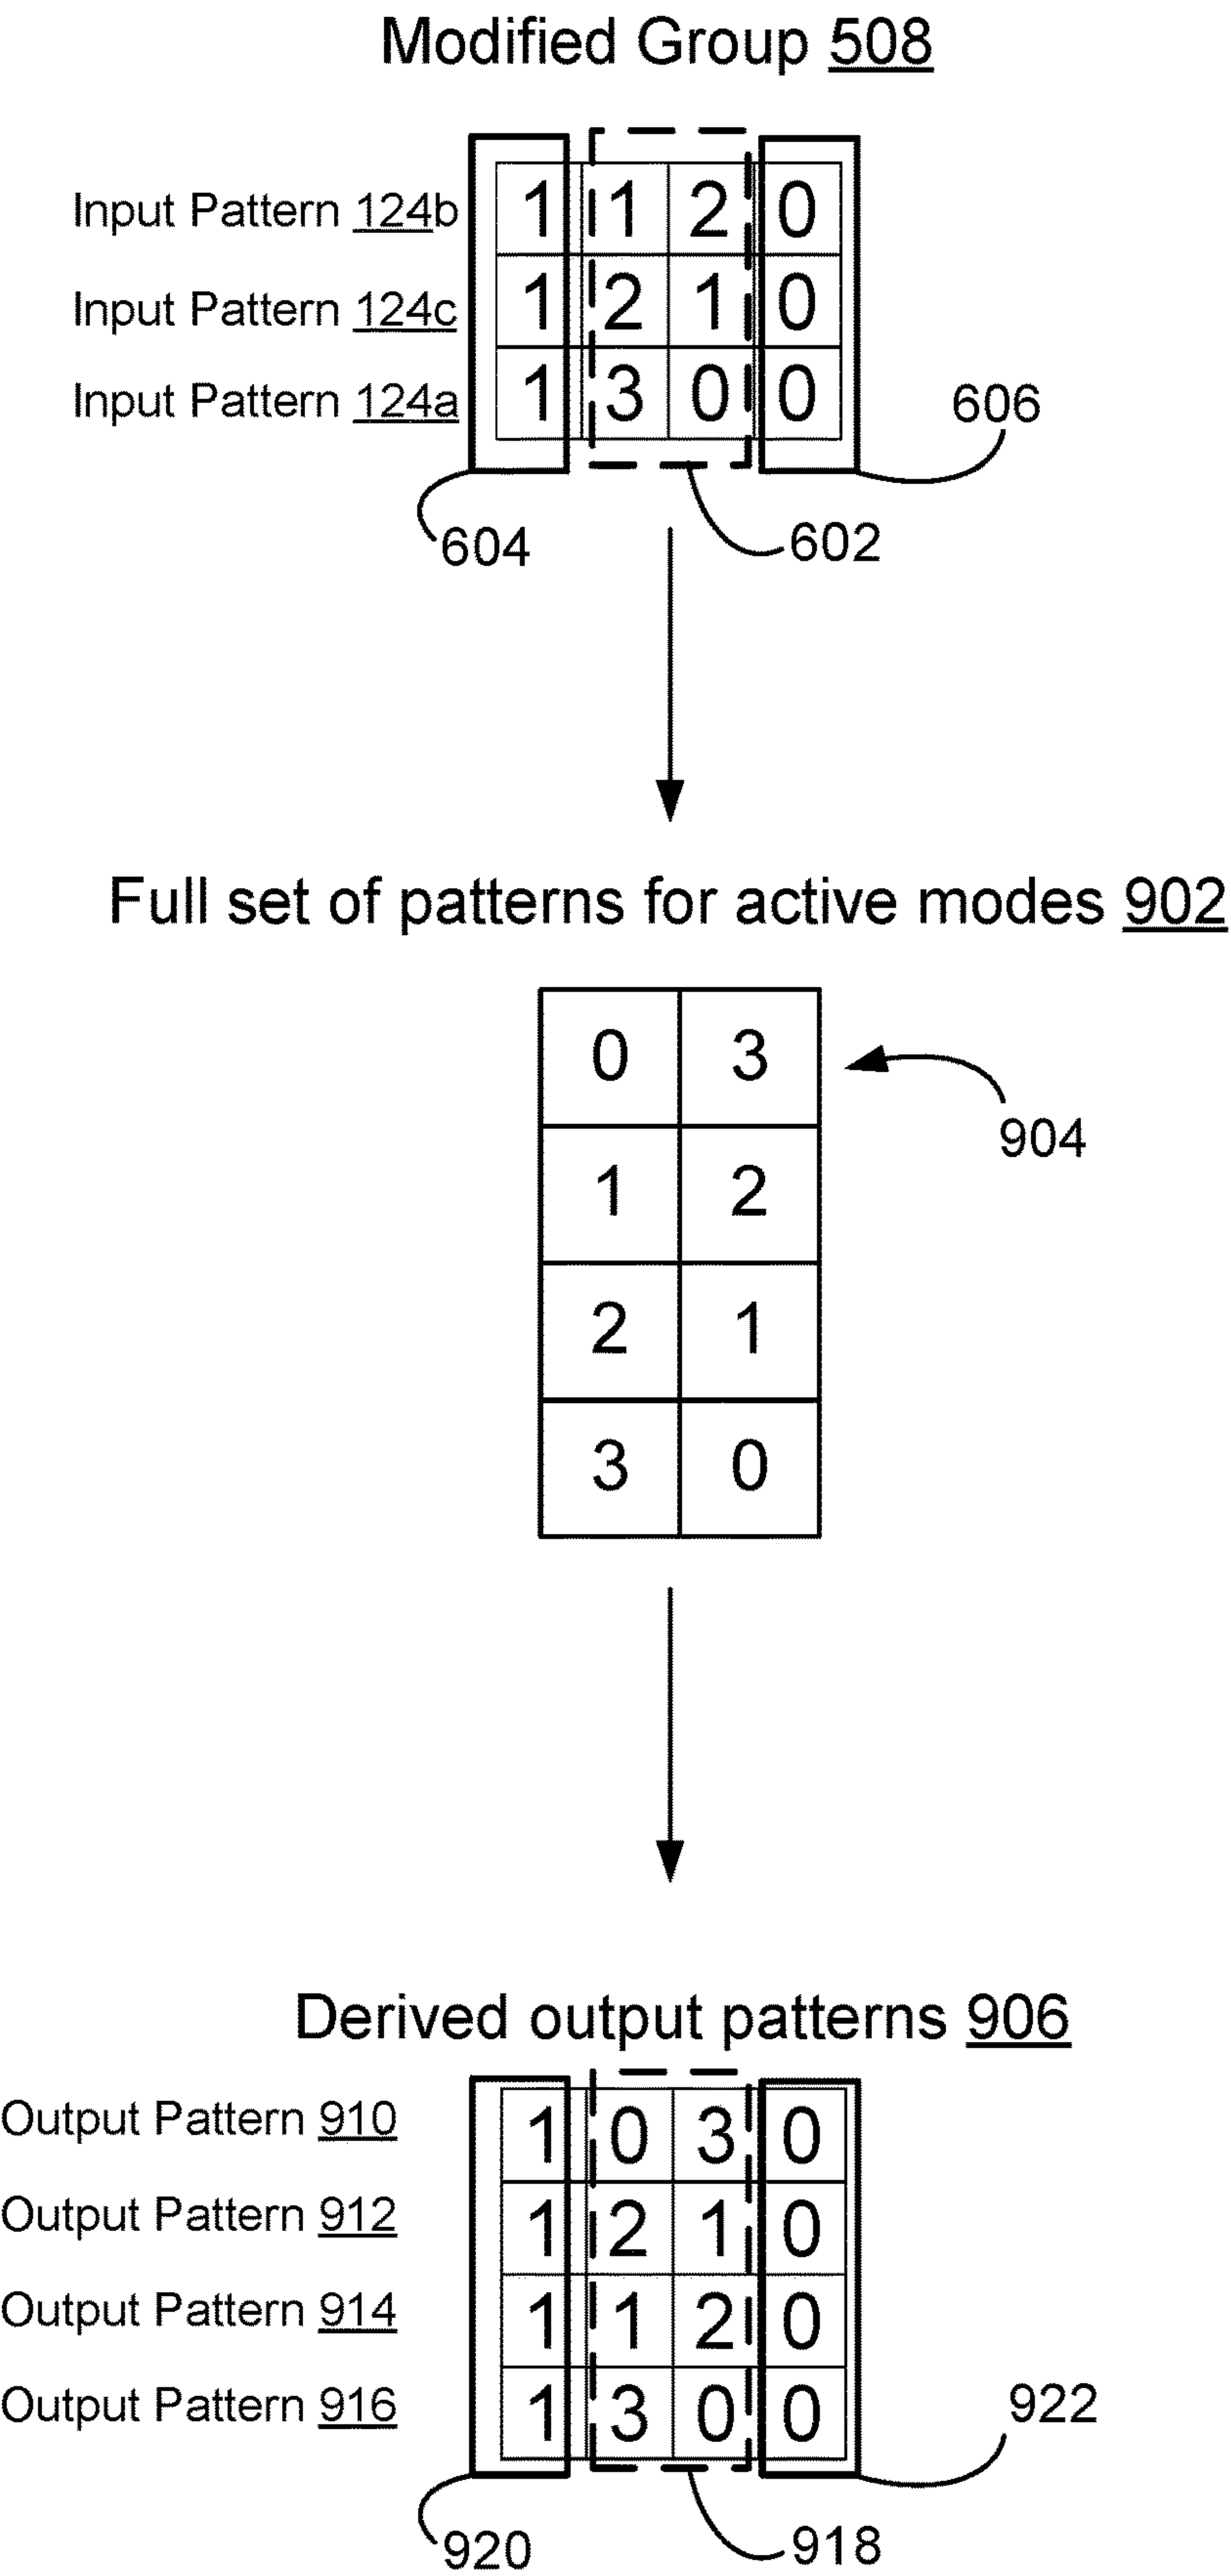 Modified Group 508
Input Pattern 124b 1 1 2 0
Input Pattern 124c 1 2 1 0
Input Pattern 124a 1 3 0 0
606
604
602
Full set of patterns for active modes 902
0 3
904
1 2
2 1
3 0
Derived output patterns 906
Output Pattern 910 1 0 3 0
Output Pattern 912 1 2 1 0
Output Pattern 914 1 1 2 0
Output Pattern 916 1 3 0 0
922
920
918